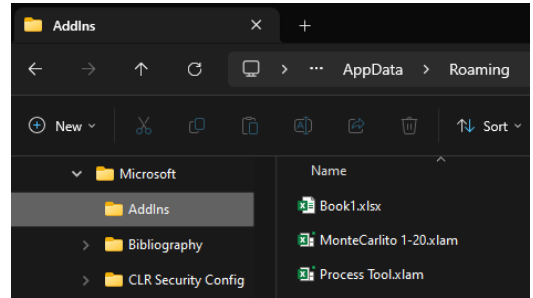 AddIns
AppData > Roaming
New
Sort
Microsoft
AddIns
Bibliography
CLR Security Config
Name
Book1.xlsx
MonteCarlito 1-20.xlam
Process Tool.xlam